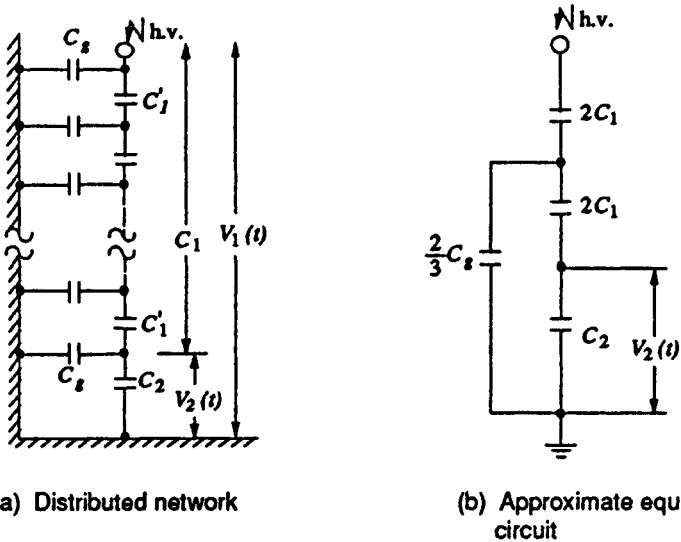 N h.v.
C_g
C'_1
C_1
V_1 (t)
C'_1
C_g
C_2
V_2 (t)
a) Distributed network
N h.v.
2C_1
2C_1
2/3 C_g
C_2
V_2 (t)
(b) Approximate equ
circuit